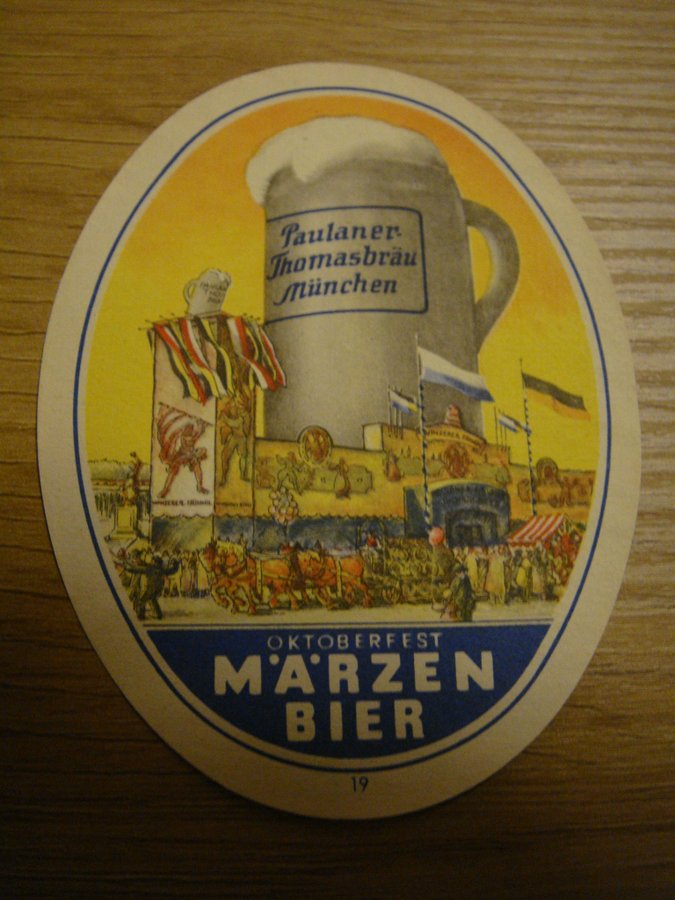 Paulaner-
Thomasbräu
München
OKTOBERFEST
MÄRZEN
BIER
19